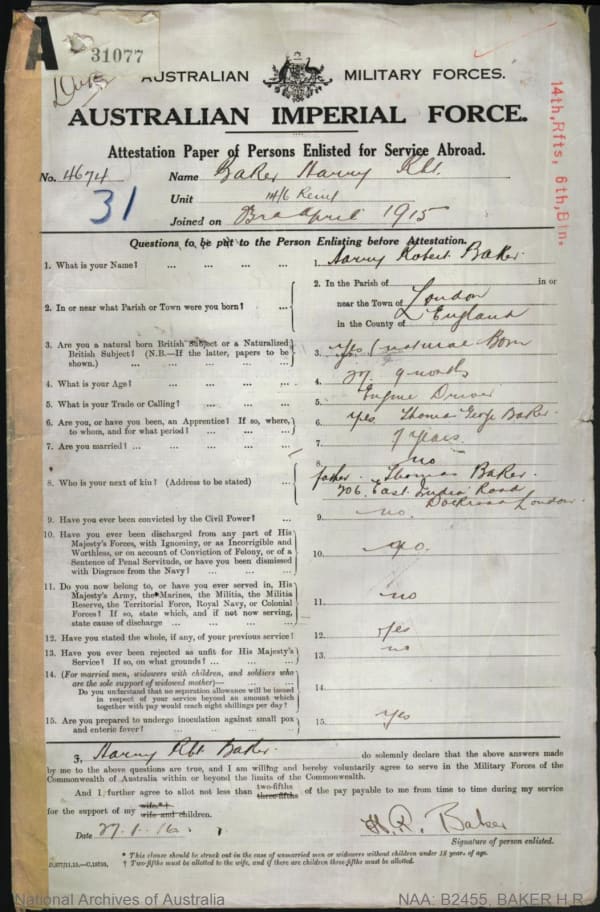 A
31077
AUSTRALIAN MILITARY FORCES.
AUSTRALIAN IMPERIAL FORCE.
Attestation Paper of Persons Enlisted for Service Abroad.
No. 4674 Name Baker Harry Rbt.
31
Unit 14/6 Reinf
Joined on April 1915
14th, Rfts, 6th, Bln.
Questions to be put to the Person Enlisting before Attestation.
1. What is your Name? ... ... ... ... 1. Harry Robert Baker
2. In or near what Parish or Town were you born? ...
2. In the Parish of in or
near the Town of London
in the County of England
3. Are you a natural born British Subject or a Naturalized
British Subject? (N.B.—If the latter, papers to be
shown.) ... ... ... ...
3. yes (natural Born
4. What is your Age? ... ... ... ... 4. 27 9 months
5. What is your Trade or Calling? ... ... ... 5. Engine Driver
6. Are you, or have you been, an Apprentice? If so, where,
to whom, and for what period? ... ... ...
6. yes Thomas George Baker
7 years.
7. Are you married? ... ... ... ... 7.
8. no
8. Who is your next of kin? (Address to be stated) ...
father. Thomas Baker.
206. East India Road
London.
9. Have you ever been convicted by the Civil Power? ... 9. no.
10. Have you ever been discharged from any part of His
Majesty's Forces, with Ignominy, or as Incorrigible and
Worthless, or on account of Conviction of Felony, or of a
Sentence of Penal Servitude, or have you been dismissed
with Disgrace from the Navy? ... ... ...
10. no.
11. Do you now belong to, or have you ever served in, His
Majesty's Army, the Marines, the Militia, the Militia
Reserve, the Territorial Force, Royal Navy, or Colonial
Forces? If so, state which, and if not now serving,
state cause of discharge ... ... ... ...
11. no
12. Have you stated the whole, if any, of your previous service? 12. yes
13. Have you ever been rejected as unfit for His Majesty's
Service? If so, on what grounds? ... ... ...
13. no
14. (For married men, widowers with children, and soldiers who
are the sole support of widowed mother)— ... ...
Do you understand that no separation allowance will be issued
in respect of your service beyond an amount which
together with pay would reach eight shillings per day?
14.
15. Are you prepared to undergo inoculation against small pox
and enteric fever? ... ... ... ...
15. yes
I, Harry Rbt Baker do solemnly declare that the above answers made
by me to the above questions are true, and I am willing and hereby voluntarily agree to serve in the Military Forces of the
Commonwealth of Australia within or beyond the limits of the Commonwealth.
And I further agree to allot not less than two-fifths three-fifths of the pay payable to me from time to time during my service
for the support of my wife*† wife and children.
Date 27.1.16. H. R. Baker
Signature of person enlisted.
* This clause should be struck out in the case of unmarried men or widowers without children under 18 years of age.
† Two-fifths must be allotted to the wife, and if there are children three-fifths must be allotted.
National Archives of Australia NAA: B2455, BAKER H R